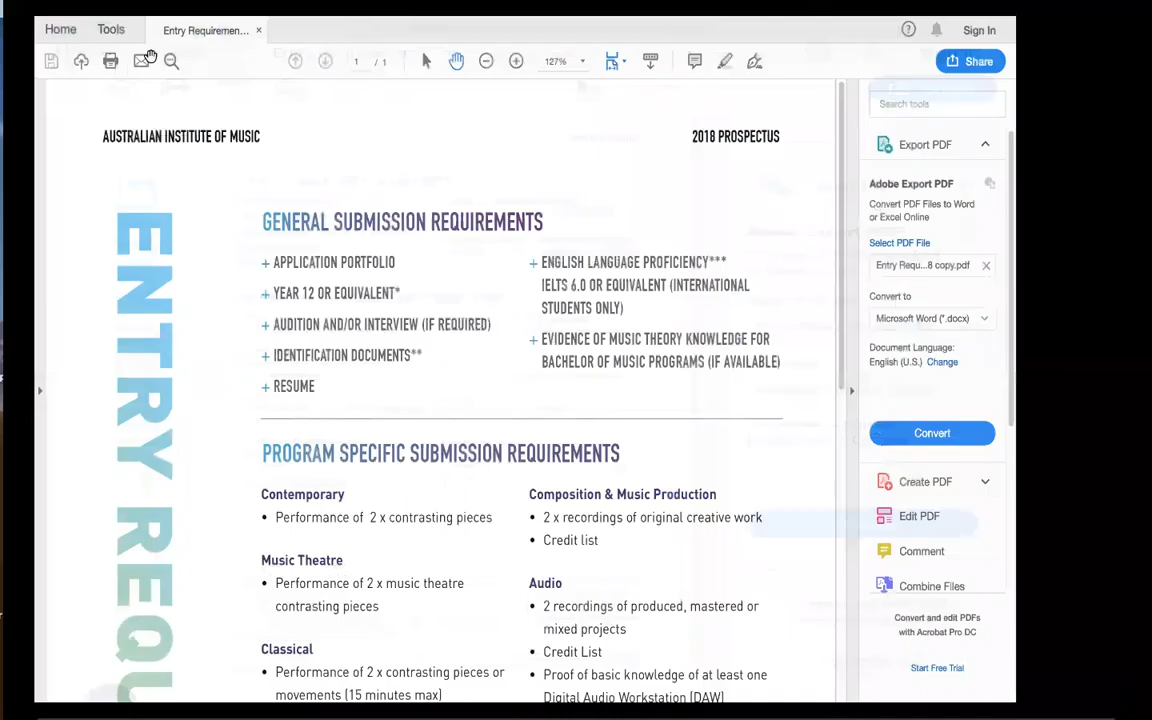 Home
Tools
Entry Requiremen...
Sign In
1 / 1
127%
Share
AUSTRALIAN INSTITUTE OF MUSIC
2018 PROSPECTUS
ENTRY REQU
GENERAL SUBMISSION REQUIREMENTS
+ APPLICATION PORTFOLIO
+ YEAR 12 OR EQUIVALENT*
+ AUDITION AND/OR INTERVIEW (IF REQUIRED)
+ IDENTIFICATION DOCUMENTS**
+ RESUME
+ ENGLISH LANGUAGE PROFICIENCY***
IELTS 6.0 OR EQUIVALENT (INTERNATIONAL
STUDENTS ONLY)
+ EVIDENCE OF MUSIC THEORY KNOWLEDGE FOR
BACHELOR OF MUSIC PROGRAMS (IF AVAILABLE)
PROGRAM SPECIFIC SUBMISSION REQUIREMENTS
Contemporary
• Performance of 2 x contrasting pieces
Music Theatre
• Performance of 2 x music theatre
contrasting pieces
Classical
• Performance of 2 x contrasting pieces or
movements (15 minutes max)
Composition & Music Production
• 2 x recordings of original creative work
• Credit list
Audio
• 2 recordings of produced, mastered or
mixed projects
• Credit List
• Proof of basic knowledge of at least one
Digital Audio Workstation (DAW)
Search tools
Export PDF
Adobe Export PDF
Convert PDF Files to Word
or Excel Online
Select PDF File
Entry Requ...8 copy.pdf
Convert to
Microsoft Word (*.docx)
Document Language:
English (U.S.) Change
Convert
Create PDF
Edit PDF
Comment
Combine Files
Convert and edit PDFs
with Acrobat Pro DC
Start Free Trial